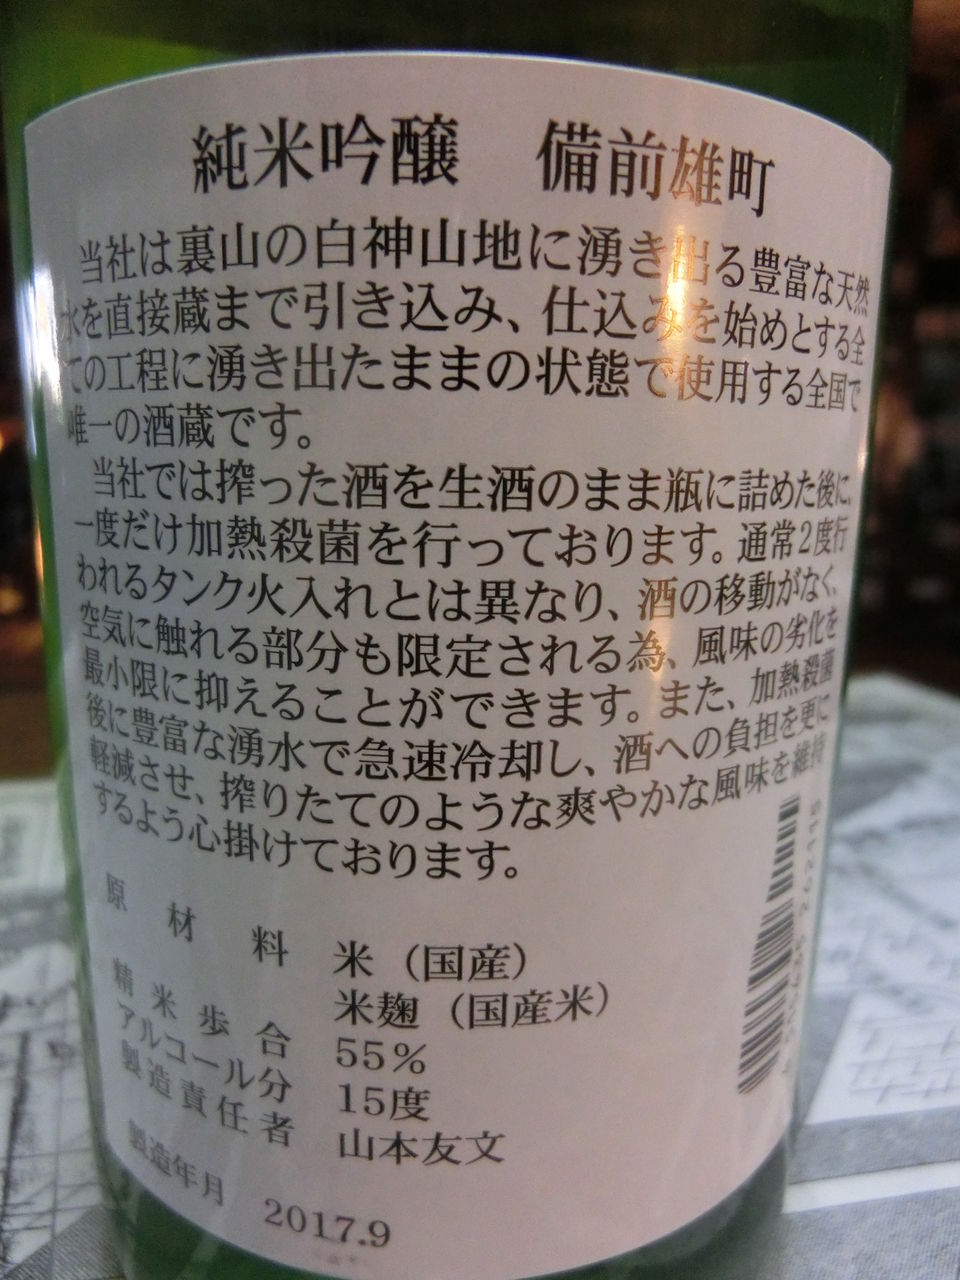 純米吟醸 備前雄町
当社は裏山の白神山地に湧き出る豊富な天然
水を直接蔵まで引き込み、仕込みを始めとする全
ての工程に湧き出たままの状態で使用する全国で
唯一の酒蔵です。
当社では搾った酒を生酒のまま瓶に詰めた後に、
一度だけ加熱殺菌を行っております。通常2度行
われるタンク火入れとは異なり、酒の移動がなく、
空気に触れる部分も限定される為、風味の劣化を
最小限に抑えることができます。また、加熱殺菌
後に豊富な湧水で急速冷却し、酒への負担を更に
軽減させ、搾りたてのような爽やかな風味を維持
するよう心掛けております。
原材料 米（国産）
米麹（国産米）
精米歩合 55%
アルコール分 15度
製造責任者 山本友文
製造年月 2017.9